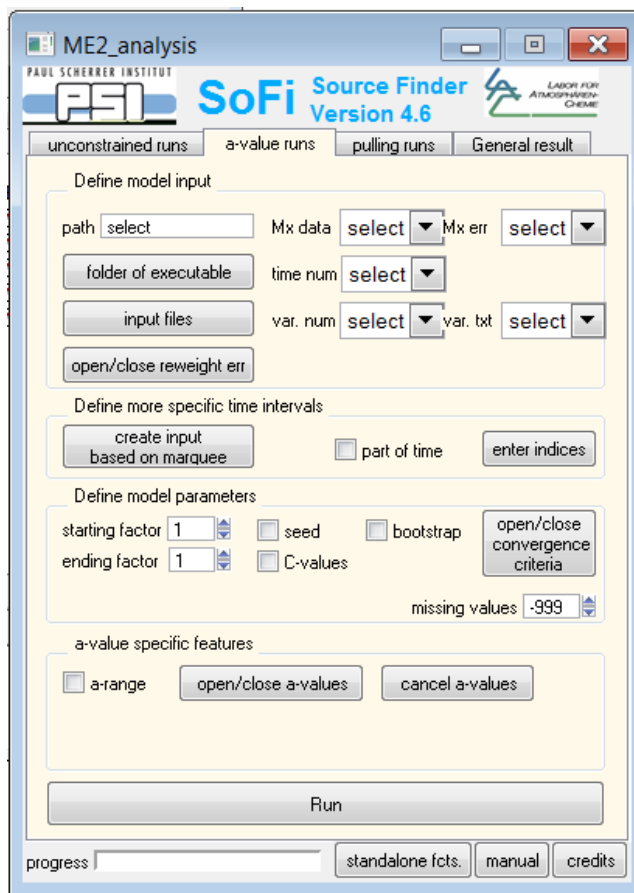 ME2_analysis
PAUL SCHERRER INSTITUT
PSI
SoFi Source Finder
Version 4.6
LABOR FÜR
ATMOSPHÄREN-
CHEMIE
unconstrained runs a-value runs pulling runs General result
Define model input
path select Mx data select Mx err select
folder of executable time num select
input files var. num select var. txt select
open/close reweight err
Define more specific time intervals
create input
based on marquee
part of time enter indices
Define model parameters
starting factor 1 seed bootstrap
ending factor 1 C-values
open/close
convergence
criteria
missing values -999
a-value specific features
a-range open/close a-values cancel a-values
Run
progress standalone fcts. manual credits